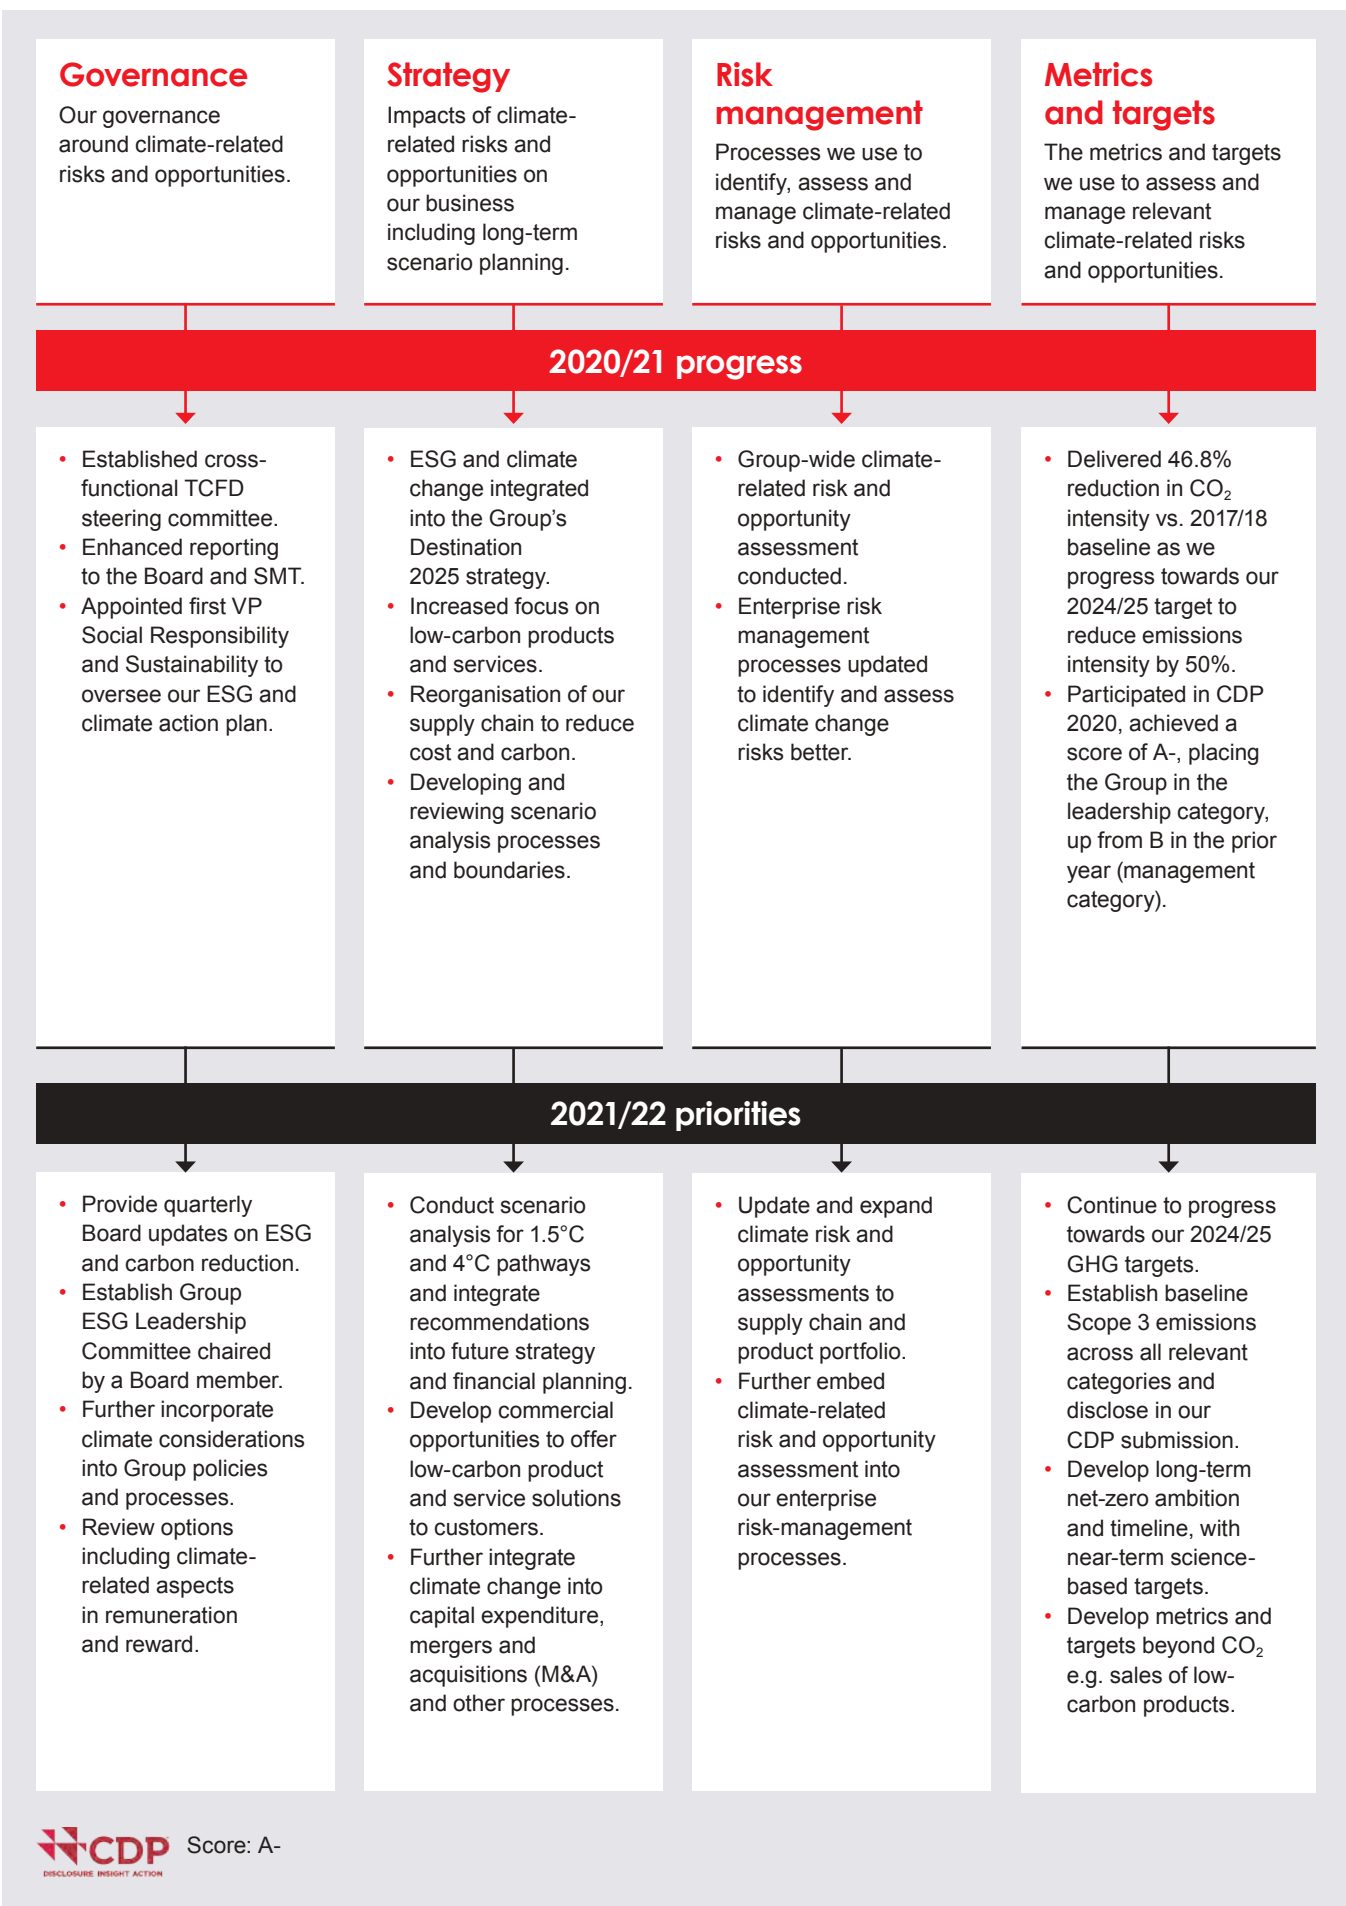 Governance
Our governance
around climate-related
risks and opportunities.
Strategy
Impacts of climate-
related risks and
opportunities on
our business
including long-term
scenario planning.
Risk
management
Processes we use to
identify, assess and
manage climate-related
risks and opportunities.
Metrics
and targets
The metrics and targets
we use to assess and
manage relevant
climate-related risks
and opportunities.
2020/21 progress
• Established cross-
functional TCFD
steering committee.
• Enhanced reporting
to the Board and SMT.
• Appointed first VP
Social Responsibility
and Sustainability to
oversee our ESG and
climate action plan.
• ESG and climate
change integrated
into the Group's
Destination
2025 strategy.
• Increased focus on
low-carbon products
and services.
• Reorganisation of our
supply chain to reduce
cost and carbon.
• Developing and
reviewing scenario
analysis processes
and boundaries.
• Group-wide climate-
related risk and
opportunity
assessment
conducted.
• Enterprise risk
management
processes updated
to identify and assess
climate change
risks better.
• Delivered 46.8%
reduction in CO₂
intensity vs. 2017/18
baseline as we
progress towards our
2024/25 target to
reduce emissions
intensity by 50%.
• Participated in CDP
2020, achieved a
score of A-, placing
the Group in the
leadership category,
up from B in the prior
year (management
category).
2021/22 priorities
• Provide quarterly
Board updates on ESG
and carbon reduction.
• Establish Group
ESG Leadership
Committee chaired
by a Board member.
• Further incorporate
climate considerations
into Group policies
and processes.
• Review options
including climate-
related aspects
in remuneration
and reward.
• Conduct scenario
analysis for 1.5°C
and 4°C pathways
and integrate
recommendations
into future strategy
and financial planning.
• Develop commercial
opportunities to offer
low-carbon product
and service solutions
to customers.
• Further integrate
climate change into
capital expenditure,
mergers and
acquisitions (M&A)
and other processes.
• Update and expand
climate risk and
opportunity
assessments to
supply chain and
product portfolio.
• Further embed
climate-related
risk and opportunity
assessment into
our enterprise
risk-management
processes.
• Continue to progress
towards our 2024/25
GHG targets.
• Establish baseline
Scope 3 emissions
across all relevant
categories and
disclose in our
CDP submission.
• Develop long-term
net-zero ambition
and timeline, with
near-term science-
based targets.
• Develop metrics and
targets beyond CO₂
e.g. sales of low-
carbon products.
CDP
DISCLOSURE INSIGHT ACTION
Score: A-